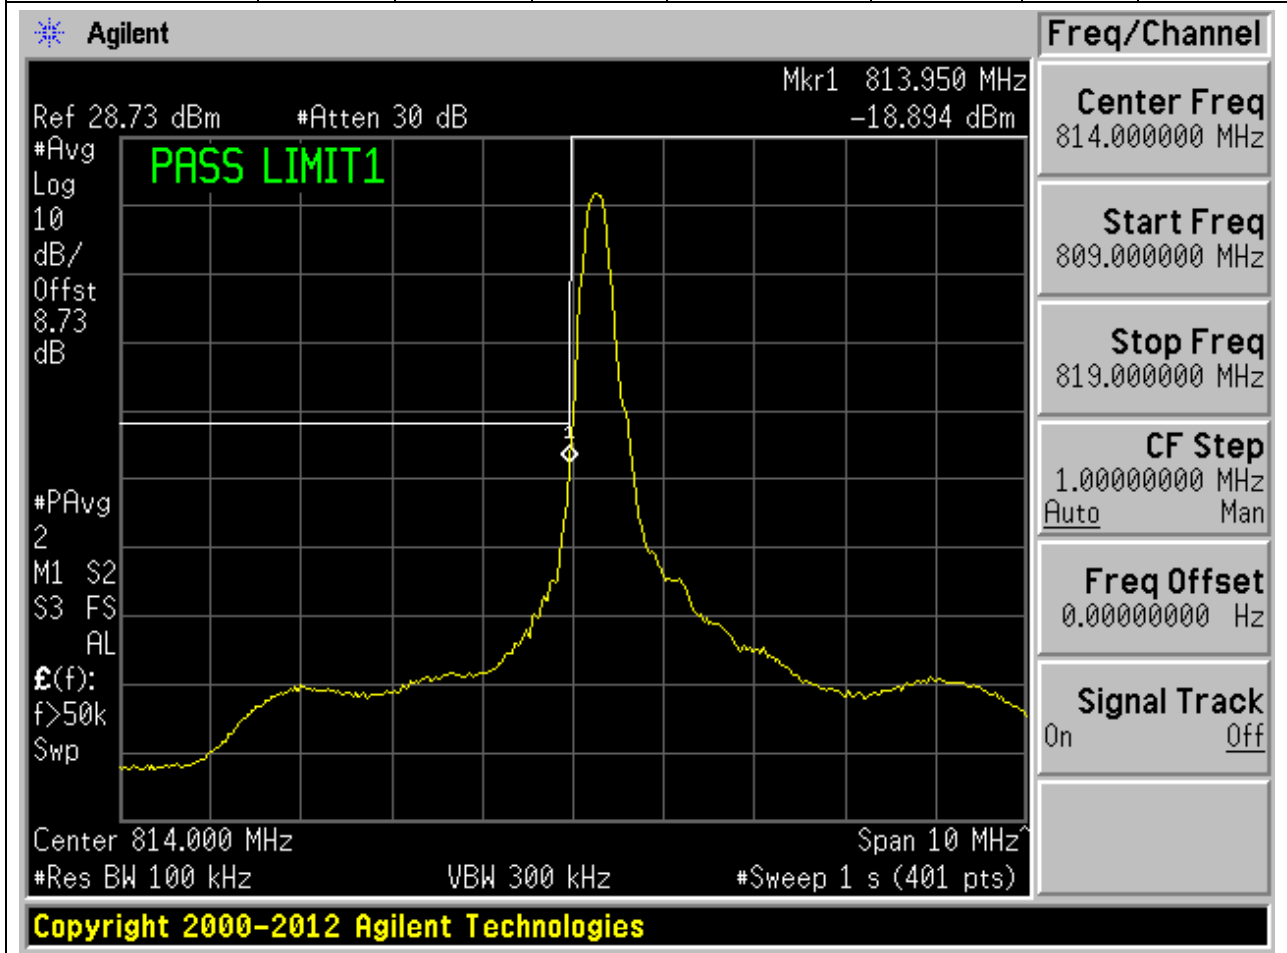 Agilent
Freq/Channel
Mkr1 813.950 MHz
Ref 28.73 dBm #Atten 30 dB -18.894 dBm
#Avg
Log
10
dB/
Offst
8.73
dB
PASS LIMIT1
1
#PAvg
2
M1 S2
S3 FS
AL
£(f):
f>50k
Swp
Center 814.000 MHz Span 10 MHz^
#Res BW 100 kHz VBW 300 kHz #Sweep 1 s (401 pts)
Center Freq
814.000000 MHz
Start Freq
809.000000 MHz
Stop Freq
819.000000 MHz
CF Step
1.00000000 MHz
Auto Man
Freq Offset
0.00000000 Hz
Signal Track
On Off
Copyright 2000-2012 Agilent Technologies